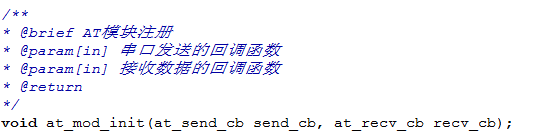 /**
* @brief AT模块注册
* @param[in] 串口发送的回调函数
* @param[in] 接收数据的回调函数
* @return
*/
void at_mod_init(at_send_cb send_cb, at_recv_cb recv_cb);